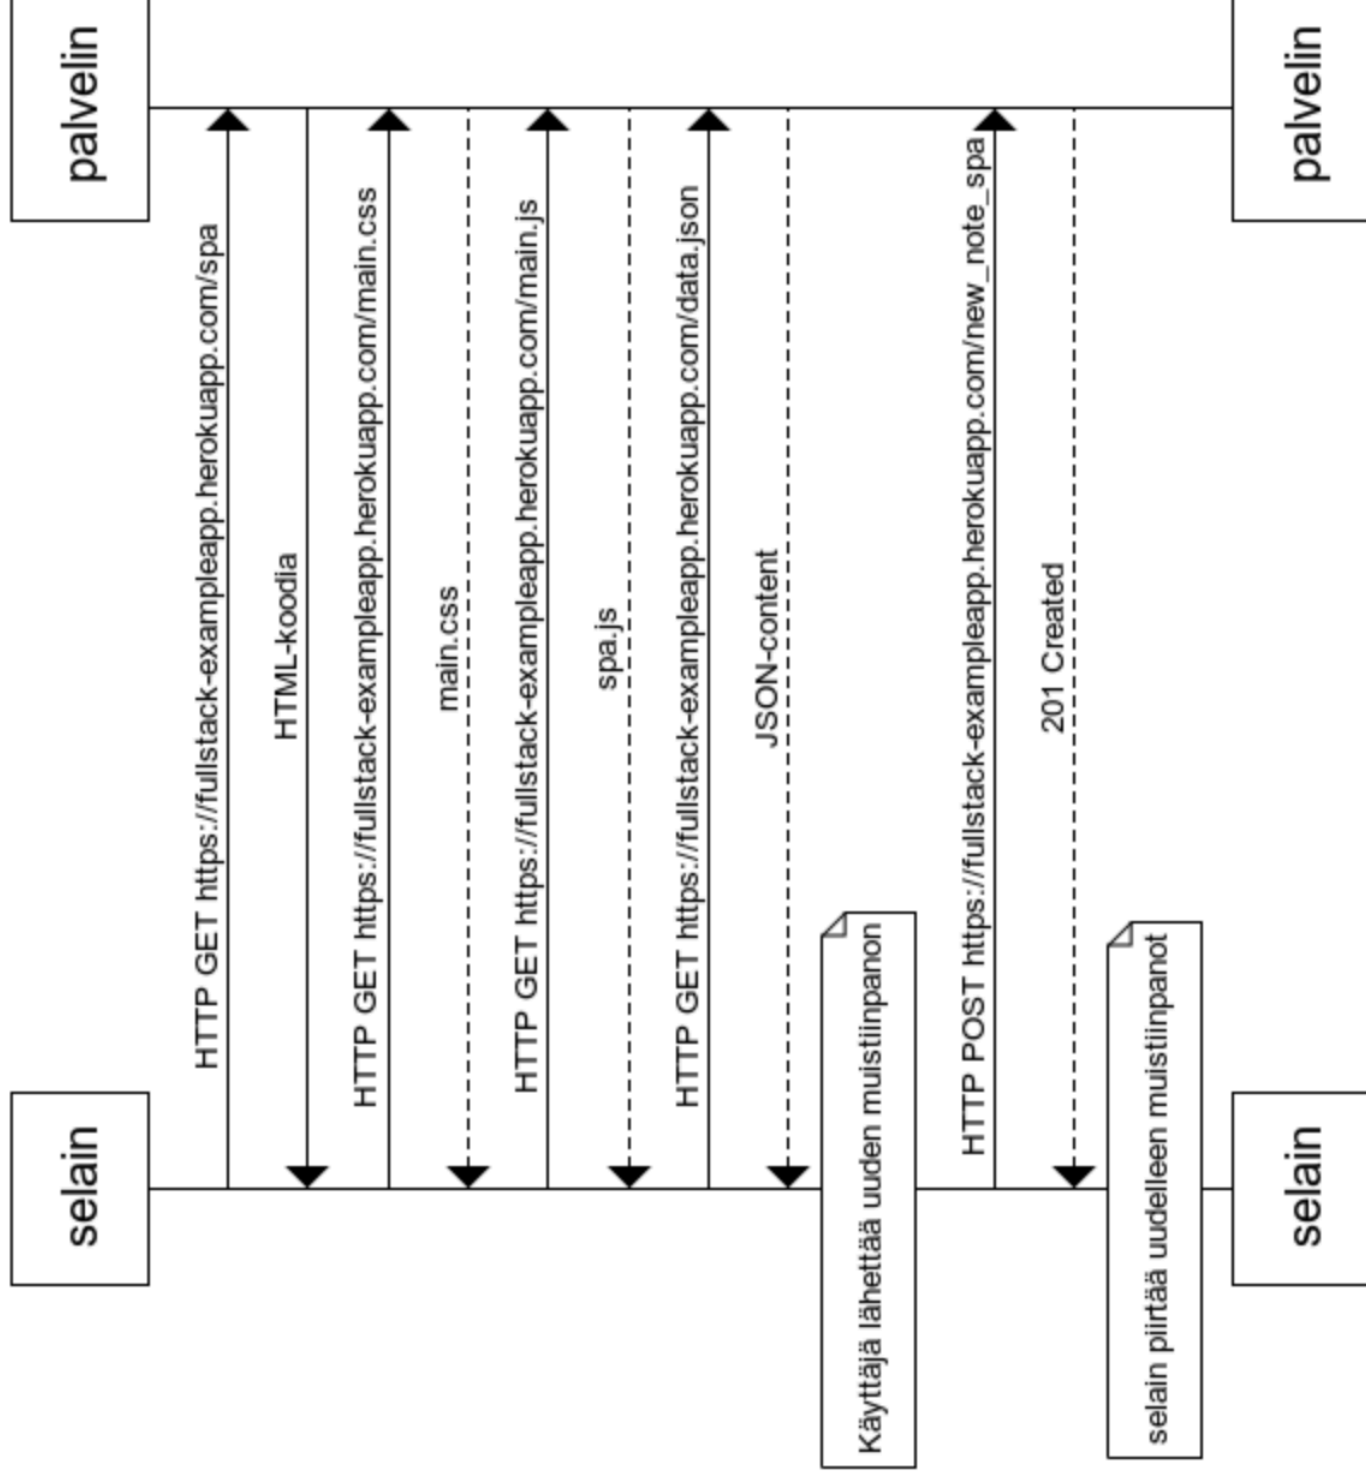 selain
palvelin
HTTP GET https://fullstack-exampleapp.herokuapp.com/spa
HTML-koodia
HTTP GET https://fullstack-exampleapp.herokuapp.com/main.css
main.css
HTTP GET https://fullstack-exampleapp.herokuapp.com/main.js
spa.js
HTTP GET https://fullstack-exampleapp.herokuapp.com/data.json
JSON-content
Käyttäjä lähettää uuden muistiinpanon
HTTP POST https://fullstack-exampleapp.herokuapp.com/new_note_spa
201 Created
selain piirtää uudelleen muistiinpanot
selain
palvelin